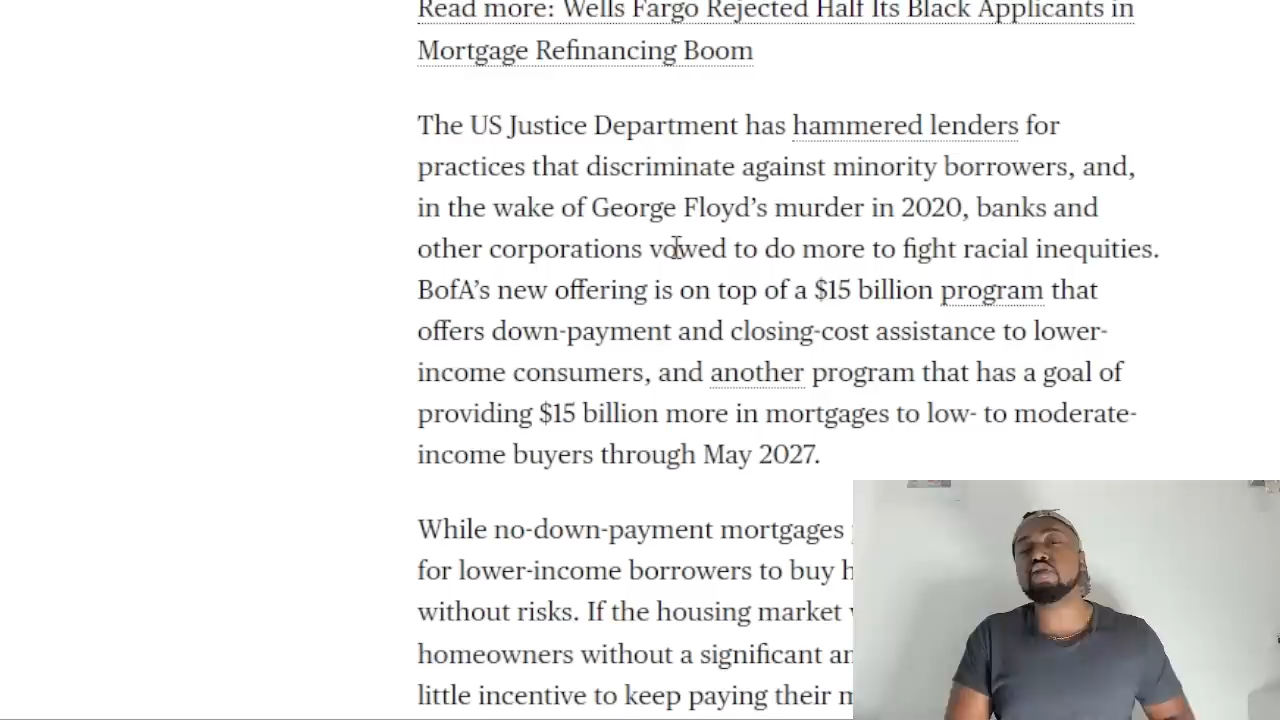 Read more: Wells Fargo Rejected Half Its Black Applicants in
Mortgage Refinancing Boom
The US Justice Department has hammered lenders for
practices that discriminate against minority borrowers, and,
in the wake of George Floyd’s murder in 2020, banks and
other corporations vowed to do more to fight racial inequities.
BofA’s new offering is on top of a $15 billion program that
offers down-payment and closing-cost assistance to lower-
income consumers, and another program that has a goal of
providing $15 billion more in mortgages to low- to moderate-
income buyers through May 2027.
While no-down-payment mortgages
for lower-income borrowers to buy
without risks. If the housing market
homeowners without a significant
little incentive to keep paying their